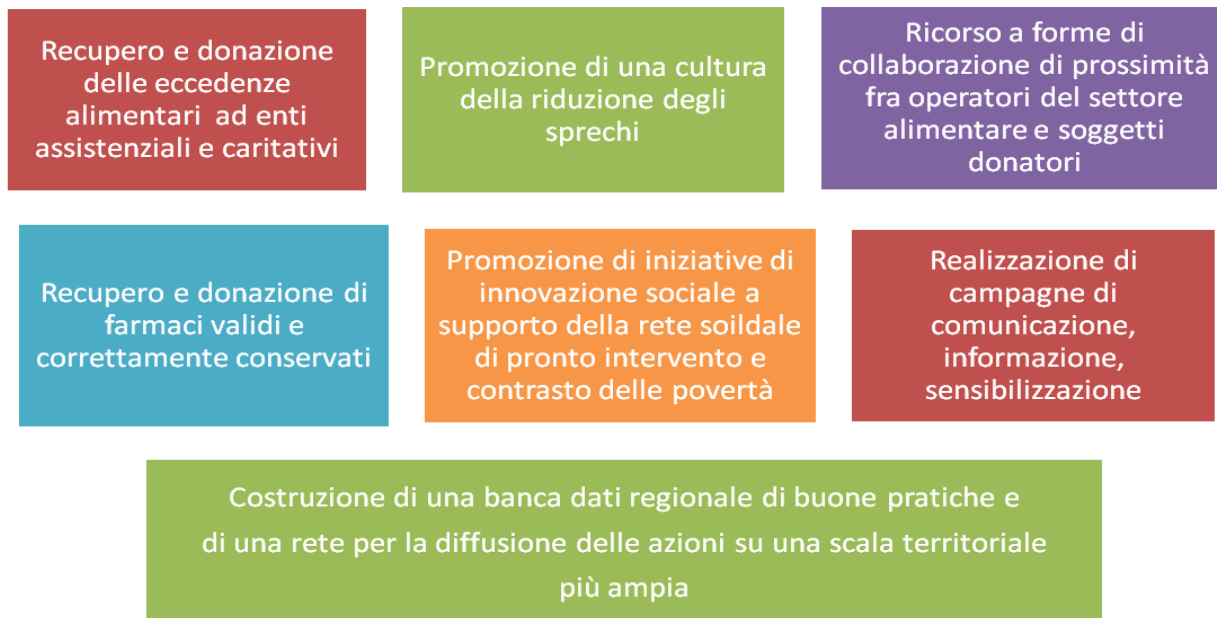 Recupero e donazione
delle eccedenze
alimentari ad enti
assistenziali e caritativi
Promozione di una cultura
della riduzione degli
sprechi
Ricorso a forme di
collaborazione di prossimità
fra operatori del settore
alimentare e soggetti
donatori
Recupero e donazione di
farmaci validi e
correttamente conservati
Promozione di iniziative di
innovazione sociale a
supporto della rete soildale
di pronto intervento e
contrasto delle povertà
Realizzazione di
campagne di
comunicazione,
informazione,
sensibilizzazione
Costruzione di una banca dati regionale di buone pratiche e
di una rete per la diffusione delle azioni su una scala territoriale
più ampia